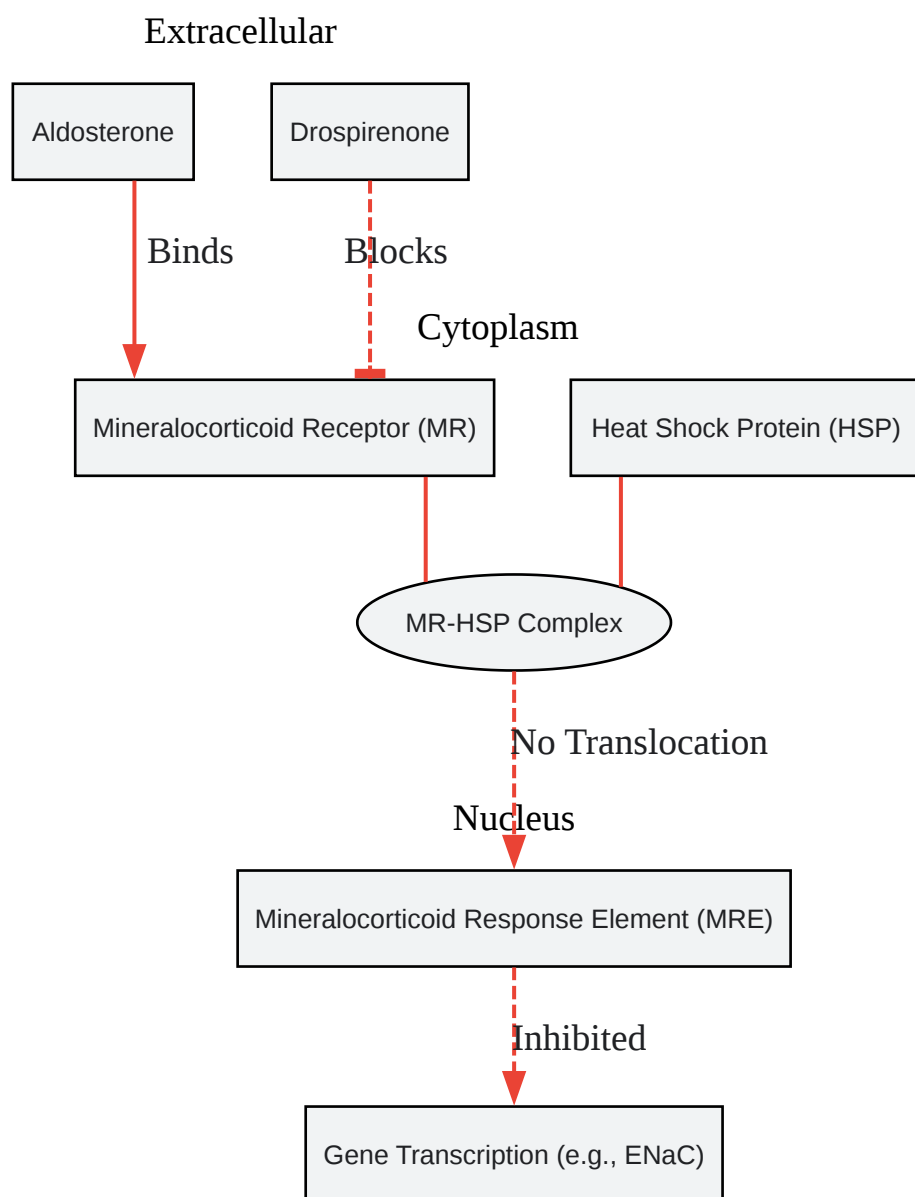 Extracellular
Aldosterone
Drospirenone
Binds
Blocks
Cytoplasm
Mineralocorticoid Receptor (MR)
Heat Shock Protein (HSP)
MR-HSP Complex
No Translocation
Nucleus
Mineralocorticoid Response Element (MRE)
Inhibited
Gene Transcription (e.g., ENaC)